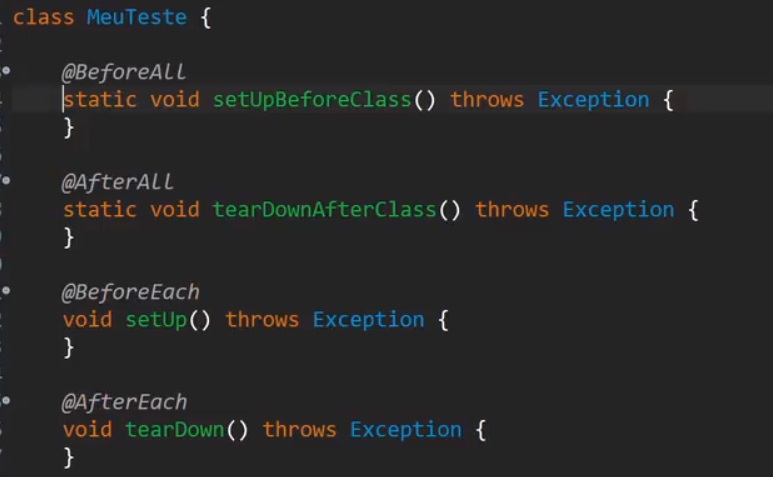 class MeuTeste {
@BeforeAll
static void setUpBeforeClass() throws Exception {
}
@AfterAll
static void tearDownAfterClass() throws Exception {
}
@BeforeEach
void setUp() throws Exception {
}
@AfterEach
void tearDown() throws Exception {
}